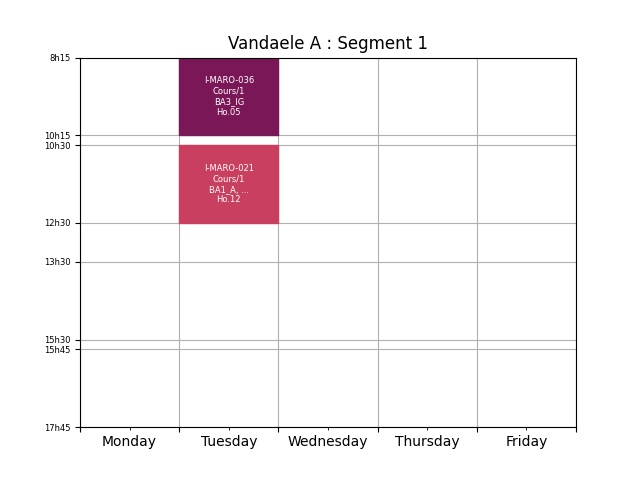 Vandaele A : Segment 1
8h15
I-MARO-036
Cours/1
BA3_IG
Ho.05
10h15
10h30
I-MARO-021
Cours/1
BA1_A, ...
Ho.12
12h30
13h30
15h30
15h45
17h45
Monday Tuesday Wednesday Thursday Friday